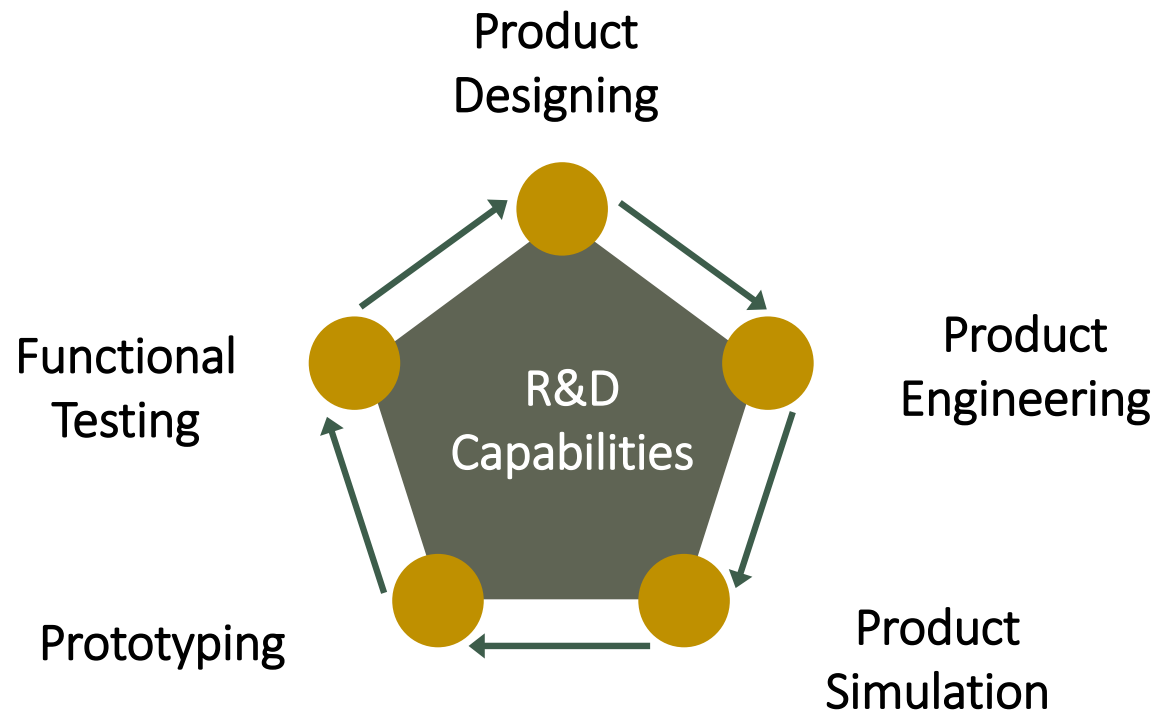 Product
Designing
Product
Engineering
Functional
Testing
R&D
Capabilities
Prototyping
Product
Simulation